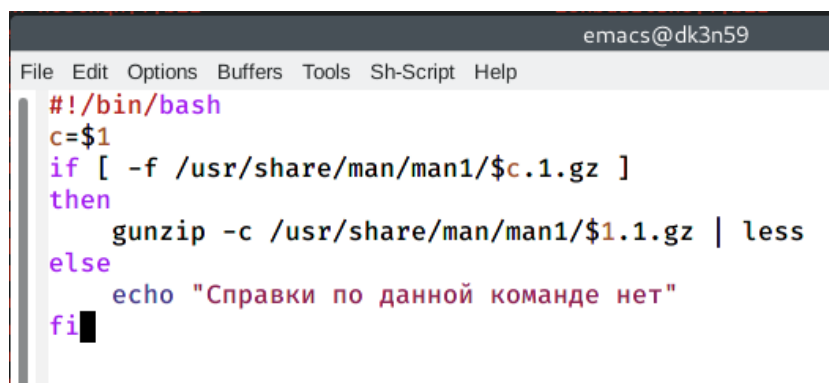 emacs@dk3n59
File Edit Options Buffers Tools Sh-Script Help
#!/bin/bash
c=$1
if [ -f /usr/share/man/man1/$c.1.gz ]
then
    gunzip -c /usr/share/man/man1/$1.1.gz | less
else
    echo "Справки по данной команде нет"
fi